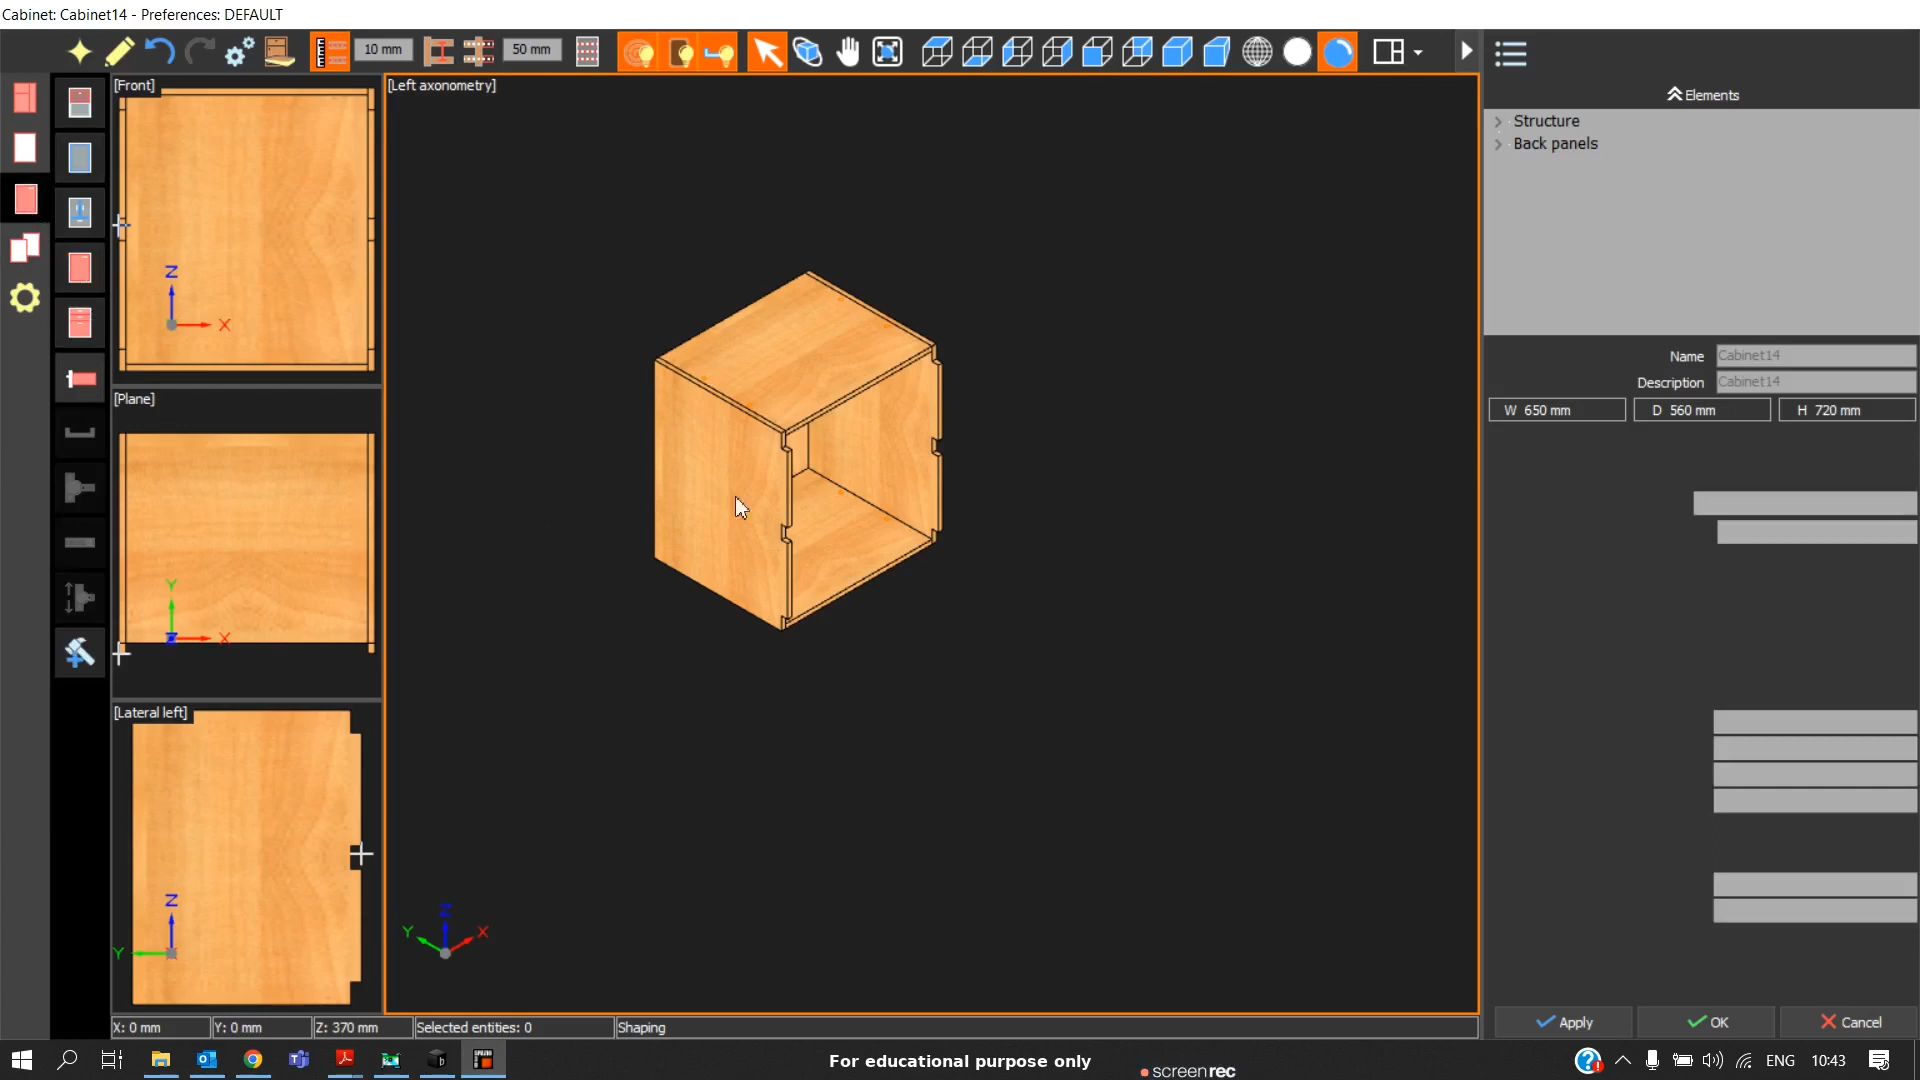 Cabinet: Cabinet14 - Preferences: DEFAULT
10 mm
50 mm
[Front]
Z
X
[Plane]
Y
Z
X
[Lateral left]
Z
Y
[Left axonometry]
Z
Y
X
Elements
Structure
Back panels
Name Cabinet14
Description Cabinet14
W 650 mm
D 560 mm
H 720 mm
Apply
OK
Cancel
X: 0 mm
Y: 0 mm
Z: 370 mm
Selected entities: 0
Shaping
For educational purpose only
screenrec
ENG
10:43